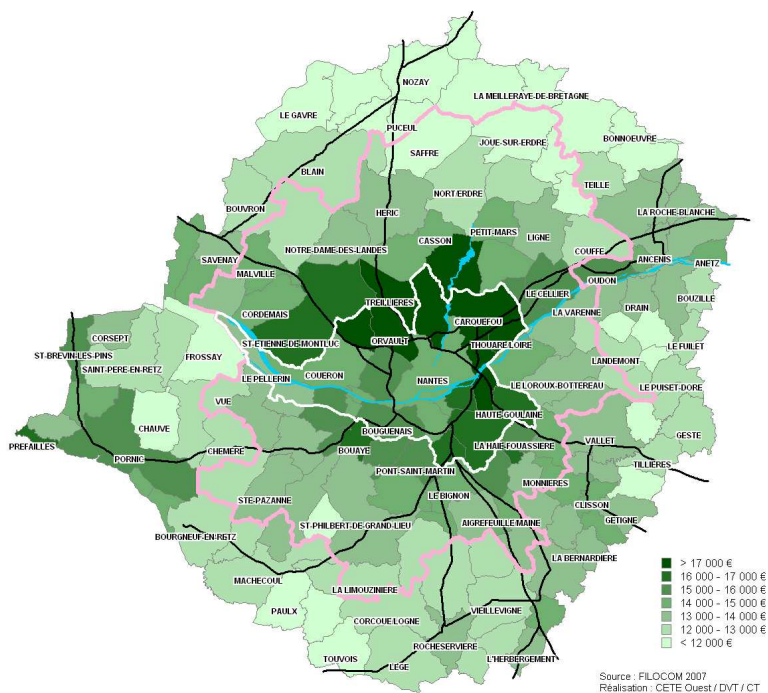 NOZAY
LA MEILLERAYE-DE-BRETAGNE
LE GAVRE
PUCEUL
BONNOEUVRE
JOUE-SUR-ERDRE
SAFFRE
BLAIN
TEILLE
NORT/ERDRE
BOUVRON
HERIC
LA ROCHE-BLANCHE
PETIT-MARS
LIGNE
CASSON
NOTRE-DAME-DES-LANDES
COUFFE
SAVENAY
ANCENIS
ANETZ
MALVILLE
OUDON
LE CELLIER
BOUZILLE
TREILLIERES
DRAIN
LA VARENNE
CORDEMAIS
CARQUEFOU
CORSEPT
ST-ETIENNE-DE-MONTLUC
ORVAULT
THOUARE-LOIRE
LE FUILET
ST-BREVIN-LES-PINS
FROSSAY
LANDEMONT
SAINT-PERE-EN-RETZ
COUERON
LE PELLERIN
NANTES
LE LOROUX-BOTTEREAU
LE PUISET-DORE
VUE
HAUTE-GOULAINE
CHAUVE
BOUGUENAIS
GESTE
PREFAILLES
LA HAIE-FOUASSIERE
VALLET
CHEMERE
BOUAYE
PORNIC
TILLIÈRES
PONT-SAINT-MARTIN
MONNIERES
LE BIGNON
STE-PAZANNE
CLISSON
GETIGNE
ST-PHILBERT-DE-GRAND-LIEU
AIGREFEUILLE-MAINE
BOURGNEUF-EN-RETZ
LA BERNARDIERE
MACHECOUL
LA LIMOUZINIERE
PAULX
VIEILLEVIGNE
CORCOUE/LOGNE
ROCHESERVIERE
TOUVOIS
LEGE
L'HERBERGEMENT
> 17 000 €
16 000 - 17 000 €
15 000 - 16 000 €
14 000 - 15 000 €
13 000 - 14 000 €
12 000 - 13 000 €
< 12 000 €
Source : FILOCOM 2007
Réalisation : CETE Ouest / DVT / CT